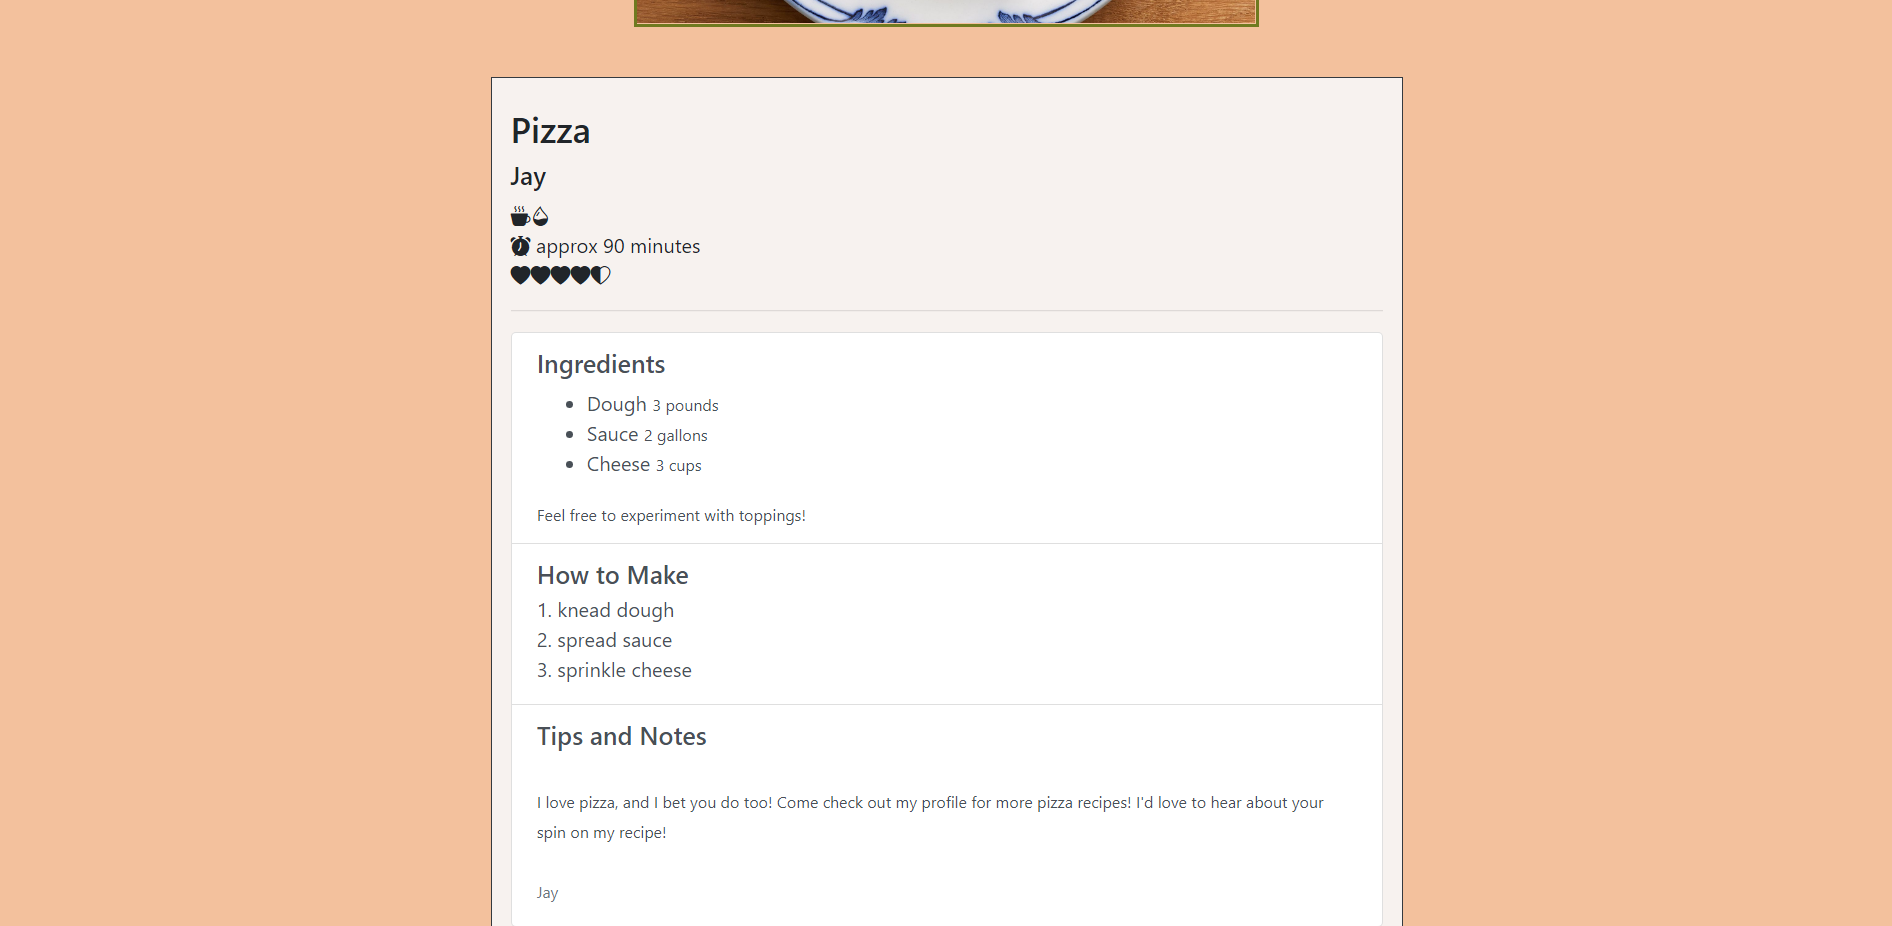 Pizza
Jay
approx 90 minutes
Ingredients
Dough 3 pounds
Sauce 2 gallons
Cheese 3 cups
Feel free to experiment with toppings!
How to Make
1. knead dough
2. spread sauce
3. sprinkle cheese
Tips and Notes
I love pizza, and I bet you do too! Come check out my profile for more pizza recipes! I'd love to hear about your
spin on my recipe!
Jay